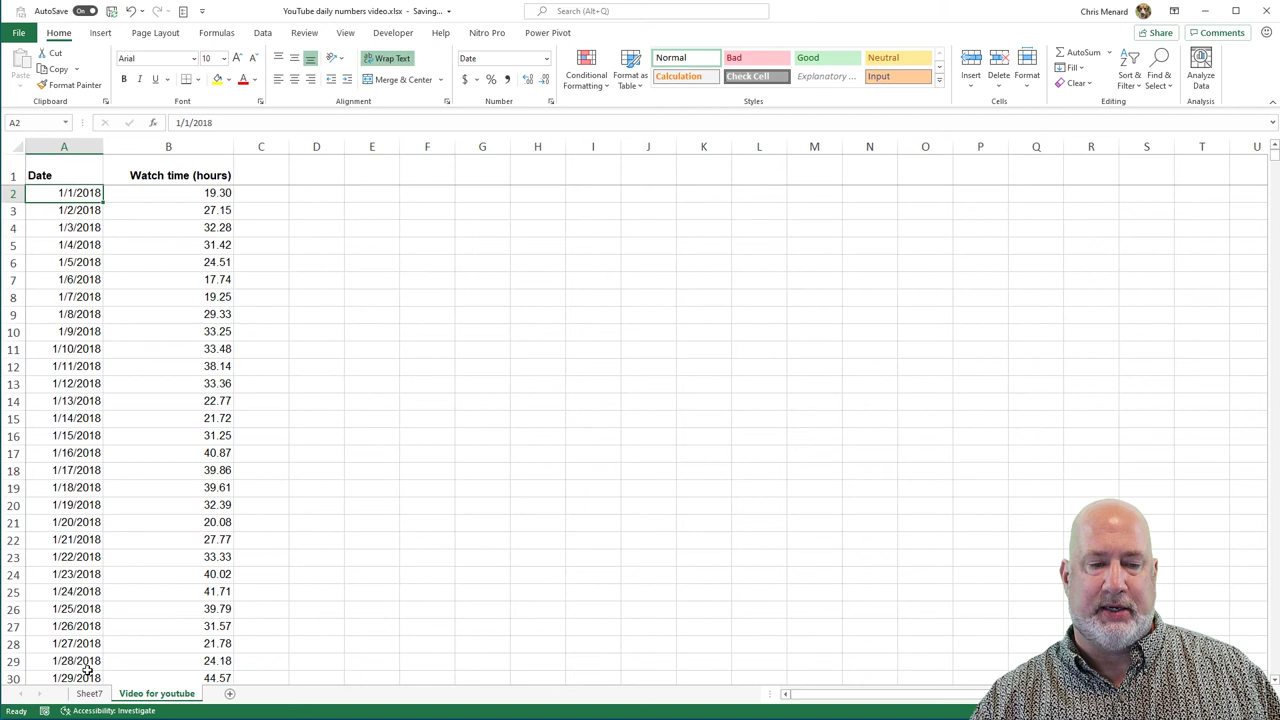 AutoSave On YouTube daily numbers video.xlsx - Saving... Search (Alt+Q) Chris Menard
File Home Insert Page Layout Formulas Data Review View Developer Help Nitro Pro Power Pivot Share Comments
Paste Cut Copy Format Painter Clipboard
Arial 10 B I U A Font
ab Wrap Text Merge & Center Alignment
Date $ % Number
Conditional Formatting Format as Table Normal Bad Good Neutral Calculation Check Cell Explanatory ... Input Styles
Insert Delete Format Cells
AutoSum Fill Clear Sort & Filter Find & Select Editing
Analyze Data Analysis
A2 fx 1/1/2018
A B C D E F G H I J K L M N O P Q R S T U
1 Date Watch time (hours)
2 1/1/2018 19.30
3 1/2/2018 27.15
4 1/3/2018 32.28
5 1/4/2018 31.42
6 1/5/2018 24.51
7 1/6/2018 17.74
8 1/7/2018 19.25
9 1/8/2018 29.33
10 1/9/2018 33.25
11 1/10/2018 33.48
12 1/11/2018 38.14
13 1/12/2018 33.36
14 1/13/2018 22.77
15 1/14/2018 21.72
16 1/15/2018 31.25
17 1/16/2018 40.87
18 1/17/2018 39.86
19 1/18/2018 39.61
20 1/19/2018 32.39
21 1/20/2018 20.08
22 1/21/2018 27.77
23 1/22/2018 33.33
24 1/23/2018 40.02
25 1/24/2018 41.71
26 1/25/2018 39.79
27 1/26/2018 31.57
28 1/27/2018 21.78
29 1/28/2018 24.18
30 1/29/2018 44.57
Sheet7 Video for youtube
Ready Accessibility: Investigate